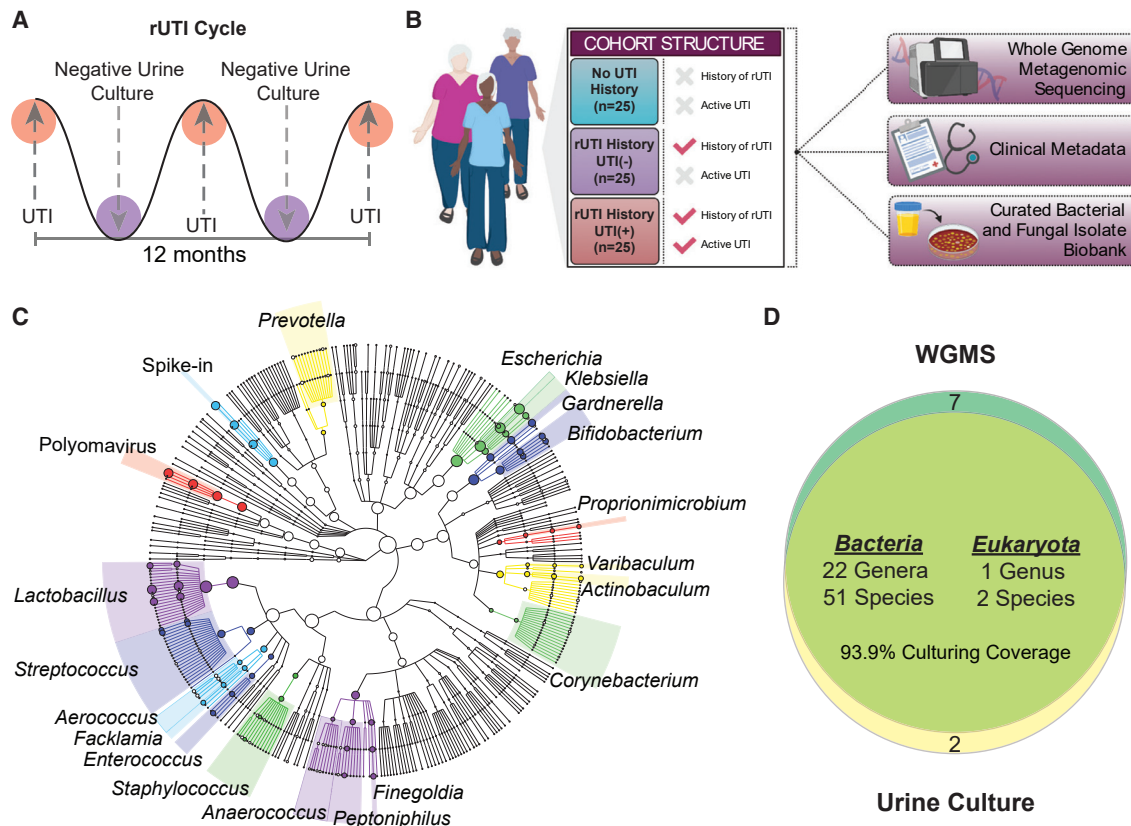 A
rUTI Cycle
Negative Urine
Culture
Negative Urine
Culture
UTI
UTI
UTI
12 months
B
COHORT STRUCTURE
No UTI
History
(n=25)
History of rUTI
Active UTI
rUTI History
UTI(-)
(n=25)
History of rUTI
Active UTI
rUTI History
UTI(+)
(n=25)
History of rUTI
Active UTI
Whole Genome
Metagenomic
Sequencing
Clinical Metadata
Curated Bacterial
and Fungal Isolate
Biobank
C
Prevotella
Spike-in
Polyomavirus
Escherichia
Klebsiella
Gardnerella
Bifidobacterium
Proprionimicrobium
Varibaculum
Actinobaculum
Corynebacterium
Lactobacillus
Streptococcus
Aerococcus
Facklamia
Enterococcus
Staphylococcus
Anaerococcus
Peptoniphilus
Finegoldia
D
WGMS
7
Bacteria
22 Genera
51 Species
Eukaryota
1 Genus
2 Species
93.9% Culturing Coverage
2
Urine Culture